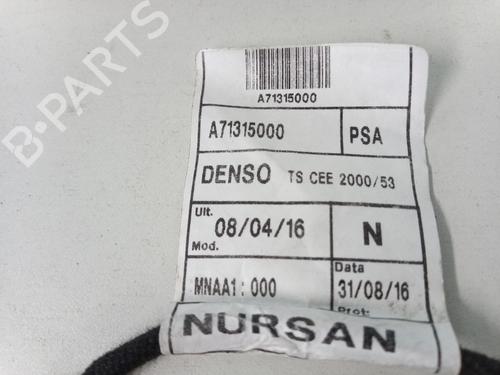 B-PARTS
A71315000
A71315000 PSA
DENSO TS CEE 2000/53
Ult. Mod. 08/04/16 N
MNAA1: 000 Data 31/08/16
Prot:
NURSAN